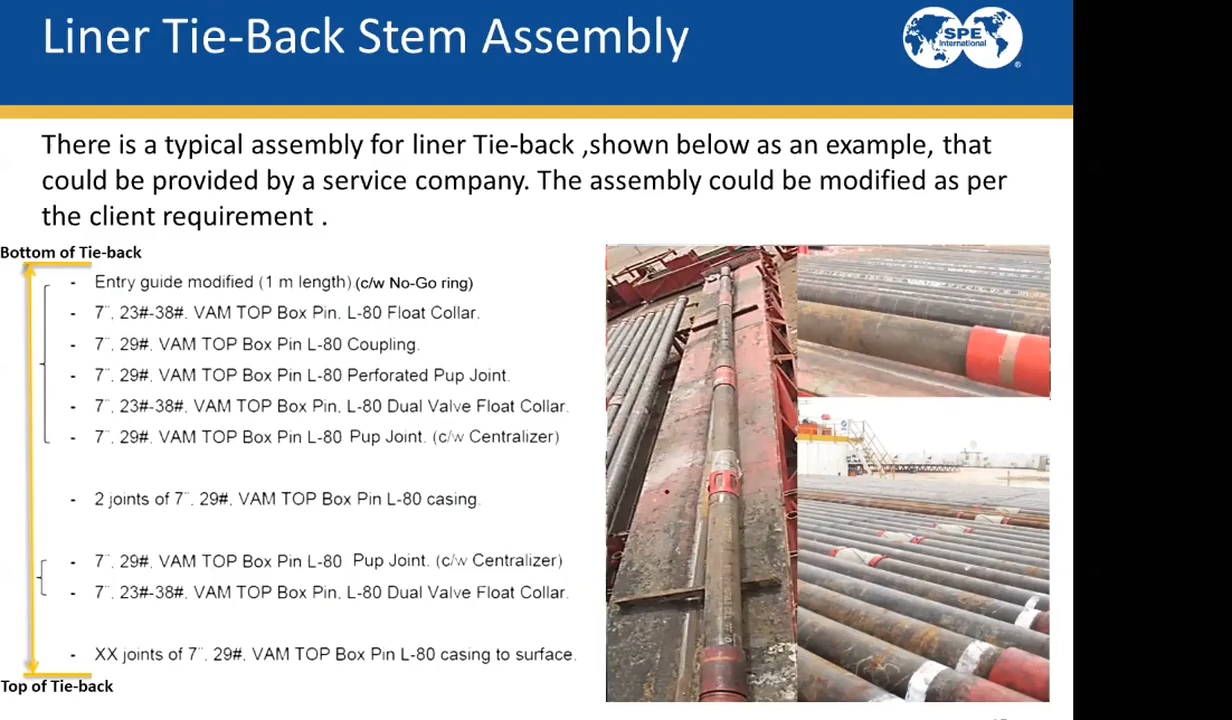 Liner Tie-Back Stem Assembly
SPE
International
®
There is a typical assembly for liner Tie-back ,shown below as an example, that
could be provided by a service company. The assembly could be modified as per
the client requirement .
Bottom of Tie-back
- Entry guide modified (1 m length).(c/w No-Go ring)
- 7¨, 23#-38#, VAM TOP Box Pin, L-80 Float Collar.
- 7¨, 29#, VAM TOP Box Pin L-80 Coupling.
- 7¨, 29#, VAM TOP Box Pin L-80 Perforated Pup Joint.
- 7¨, 23#-38#, VAM TOP Box Pin, L-80 Dual Valve Float Collar.
- 7¨, 29#, VAM TOP Box Pin L-80 Pup Joint. (c/w Centralizer)
- 2 joints of 7¨, 29#, VAM TOP Box Pin L-80 casing.
- 7¨, 29#, VAM TOP Box Pin L-80 Pup Joint. (c/w Centralizer)
- 7¨, 23#-38#, VAM TOP Box Pin, L-80 Dual Valve Float Collar.
- XX joints of 7¨, 29#, VAM TOP Box Pin L-80 casing to surface.
Top of Tie-back